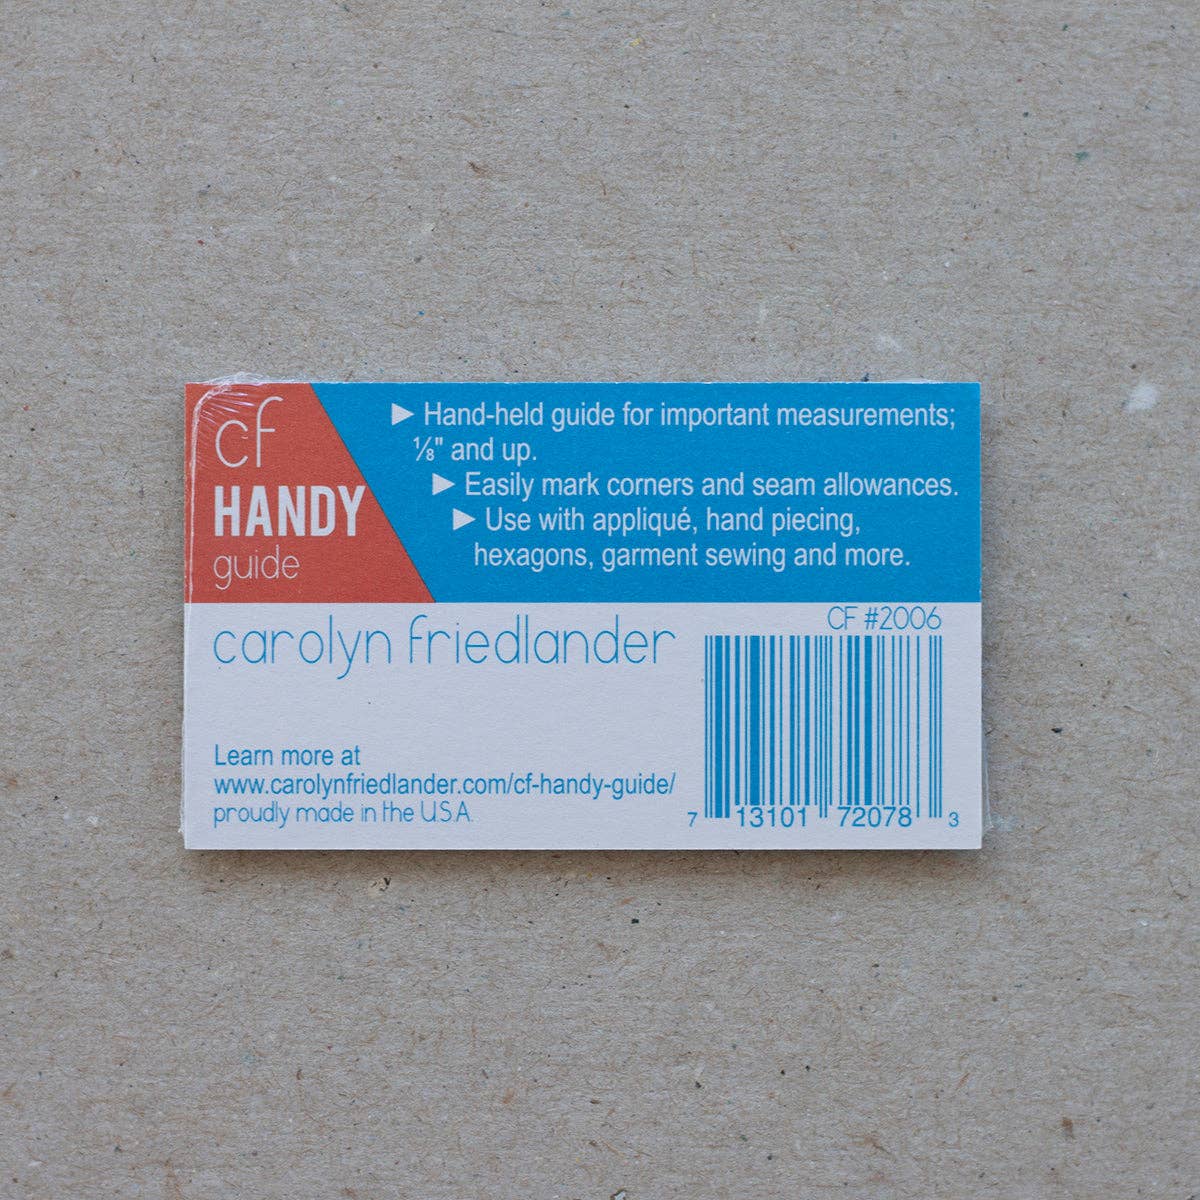 cf
HANDY
guide
► Hand-held guide for important measurements;
⅛" and up.
► Easily mark corners and seam allowances.
► Use with appliqué, hand piecing,
hexagons, garment sewing and more.
carolyn friedlander
CF #2006
Learn more at
www.carolynfriedlander.com/cf-handy-guide/
proudly made in the U.S.A.
7 13101 72078 3